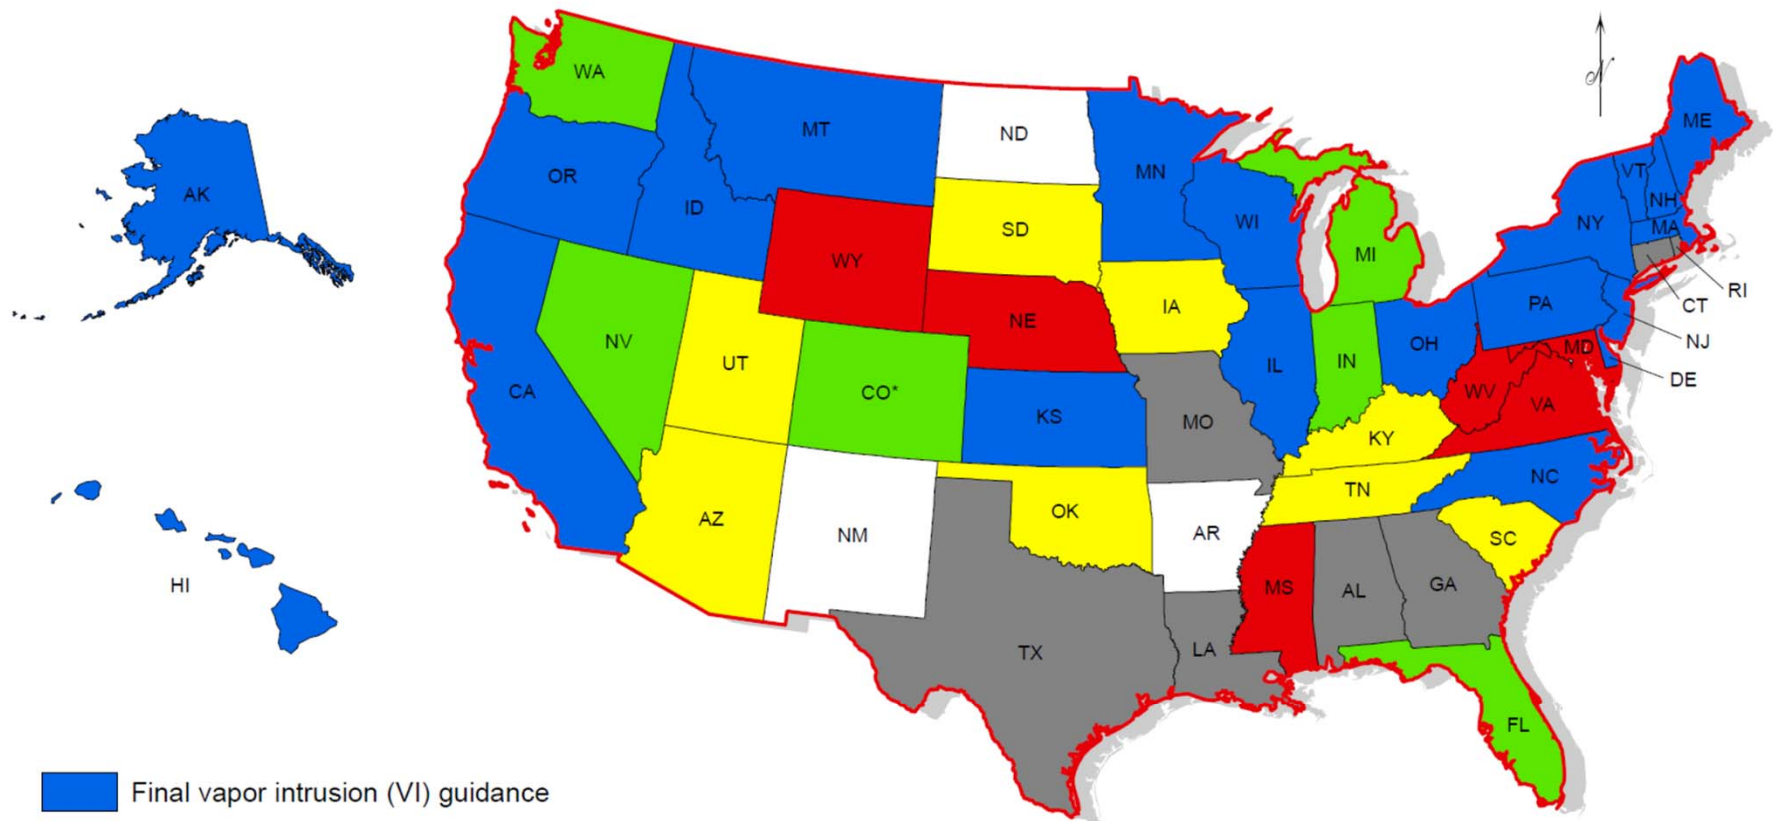 N
WA
MT
ND
ME
AK
OR
ID
MN
VT
NH
SD
WI
NY
MA
WY
MI
RI
CT
IA
PA
NE
NV
UT
CO*
IL
IN
OH
MD
NJ
DE
CA
KS
MO
WV
VA
KY
NC
TN
AZ
NM
OK
AR
SC
HI
MS
AL
GA
TX
LA
FL
Final vapor intrusion (VI) guidance